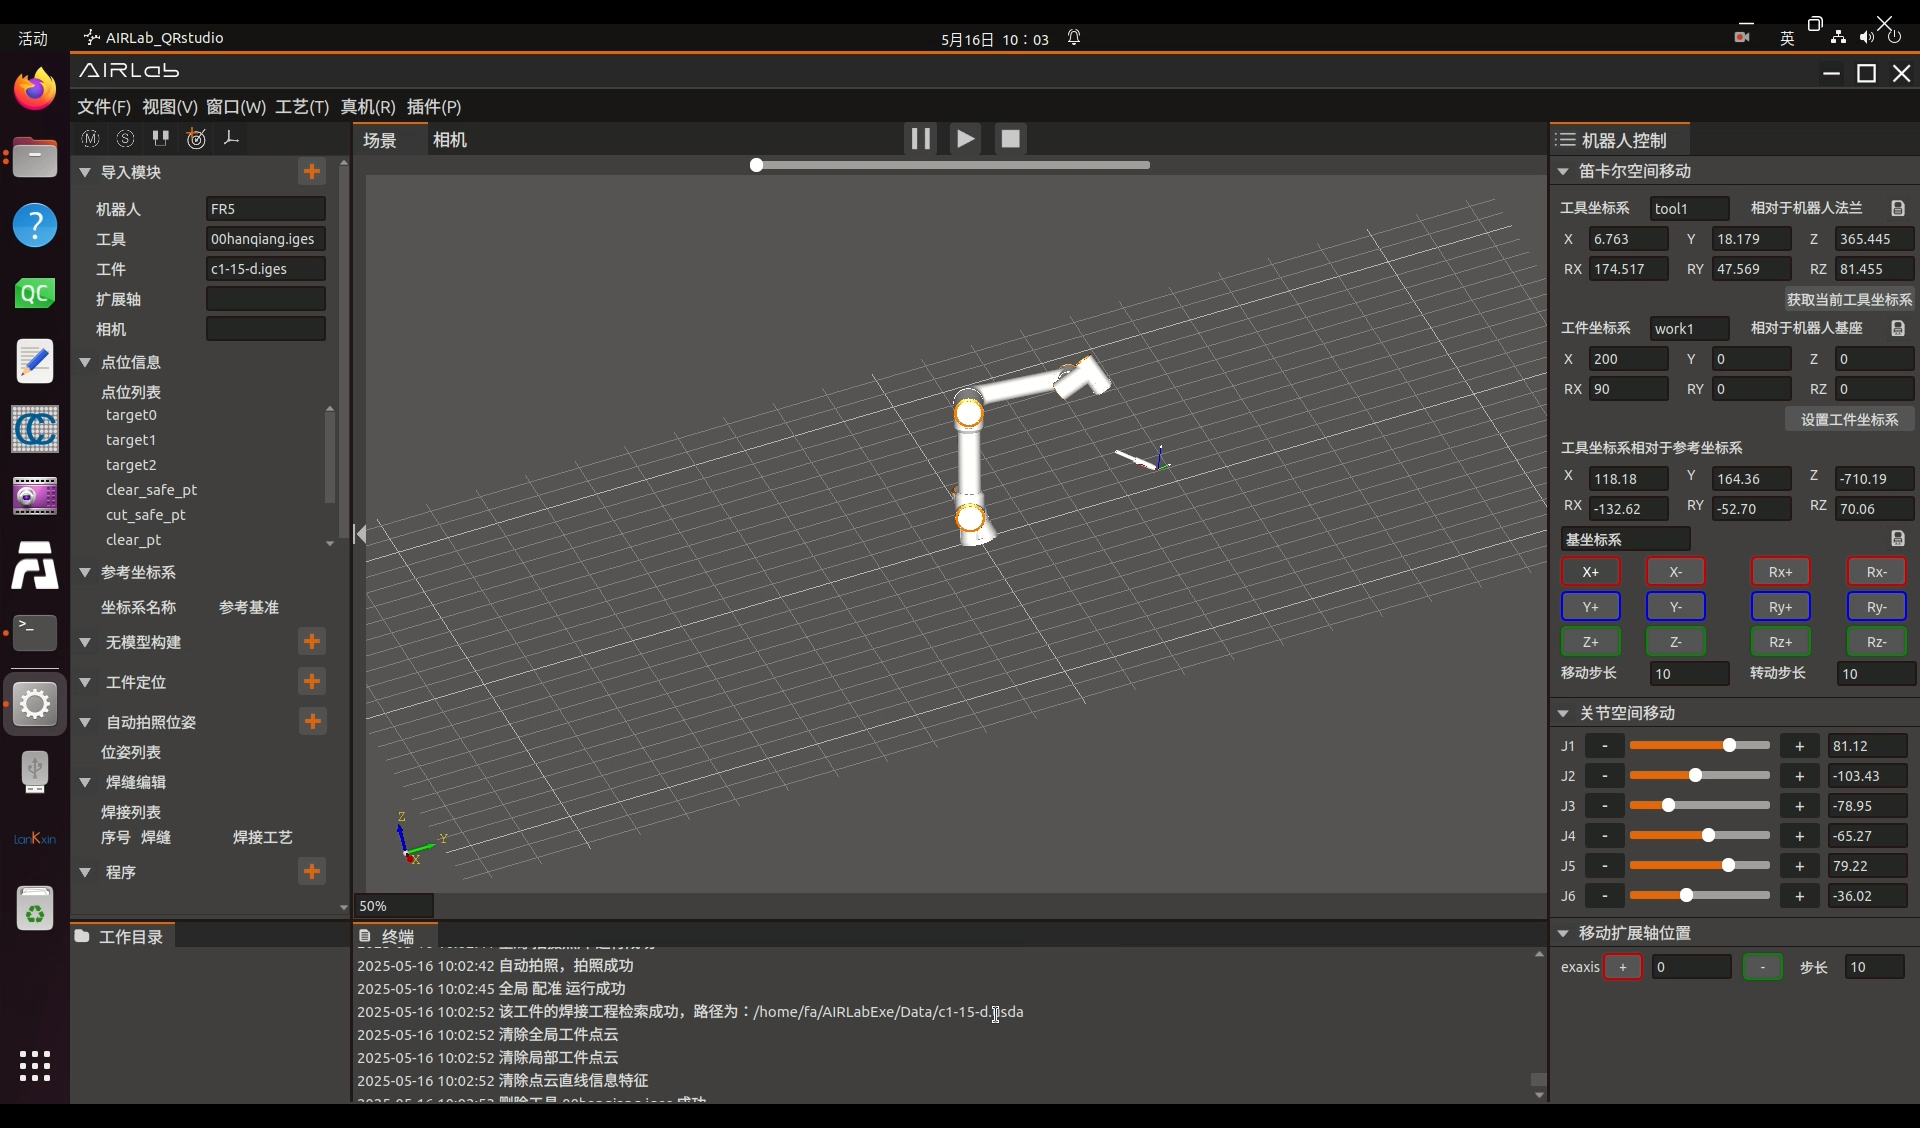 活动 AIRLab_QRstudio 5月16日 10：03 英
AIRLab
文件(F) 视图(V) 窗口(W) 工艺(T) 真机(R) 插件(P)
M S
场景 相机
导入模块
机器人 FR5
工具 00hanqiang.iges
工件 c1-15-d.iges
扩展轴
相机
点位信息
点位列表
target0
target1
target2
clear_safe_pt
cut_safe_pt
clear_pt
参考坐标系
坐标系名称 参考基准
无模型构建
工件定位
自动拍照位姿
位姿列表
焊缝编辑
焊接列表
序号 焊缝 焊接工艺
程序
工作目录
QC
LanKxin
Z
Y
X
50%
终端
2025-05-16 10:02:42 自动拍照，拍照成功
2025-05-16 10:02:45 全局 配准 运行成功
2025-05-16 10:02:52 该工件的焊接工程检索成功，路径为：/home/fa/AIRLabExe/Data/c1-15-d.sda
2025-05-16 10:02:52 清除全局工件点云
2025-05-16 10:02:52 清除局部工件点云
2025-05-16 10:02:52 清除点云直线信息特征
机器人控制
笛卡尔空间移动
工具坐标系 tool1 相对于机器人法兰
X 6.763 Y 18.179 Z 365.445
RX 174.517 RY 47.569 RZ 81.455
获取当前工具坐标系
工件坐标系 work1 相对于机器人基座
X 200 Y 0 Z 0
RX 90 RY 0 RZ 0
设置工件坐标系
工具坐标系相对于参考坐标系
X 118.18 Y 164.36 Z -710.19
RX -132.62 RY -52.70 RZ 70.06
基坐标系
X+ X- Rx+ Rx-
Y+ Y- Ry+ Ry-
Z+ Z- Rz+ Rz-
移动步长 10 转动步长 10
关节空间移动
J1 - + 81.12
J2 - + -103.43
J3 - + -78.95
J4 - + -65.27
J5 - + 79.22
J6 - + -36.02
移动扩展轴位置
exaxis + 0 - 步长 10